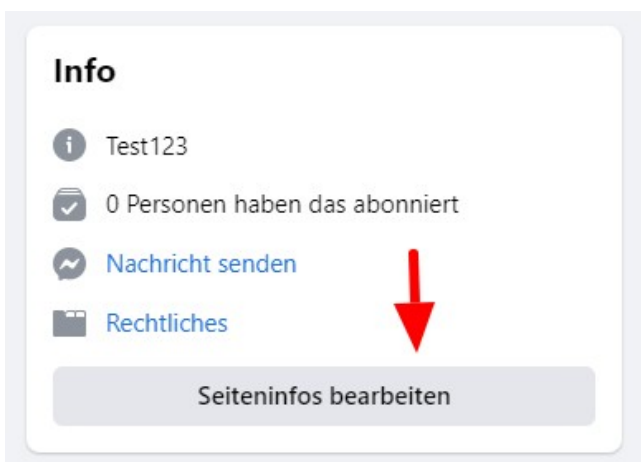 Info
Test123
0 Personen haben das abonniert
Nachricht senden
Rechtliches
Seiteninfos bearbeiten